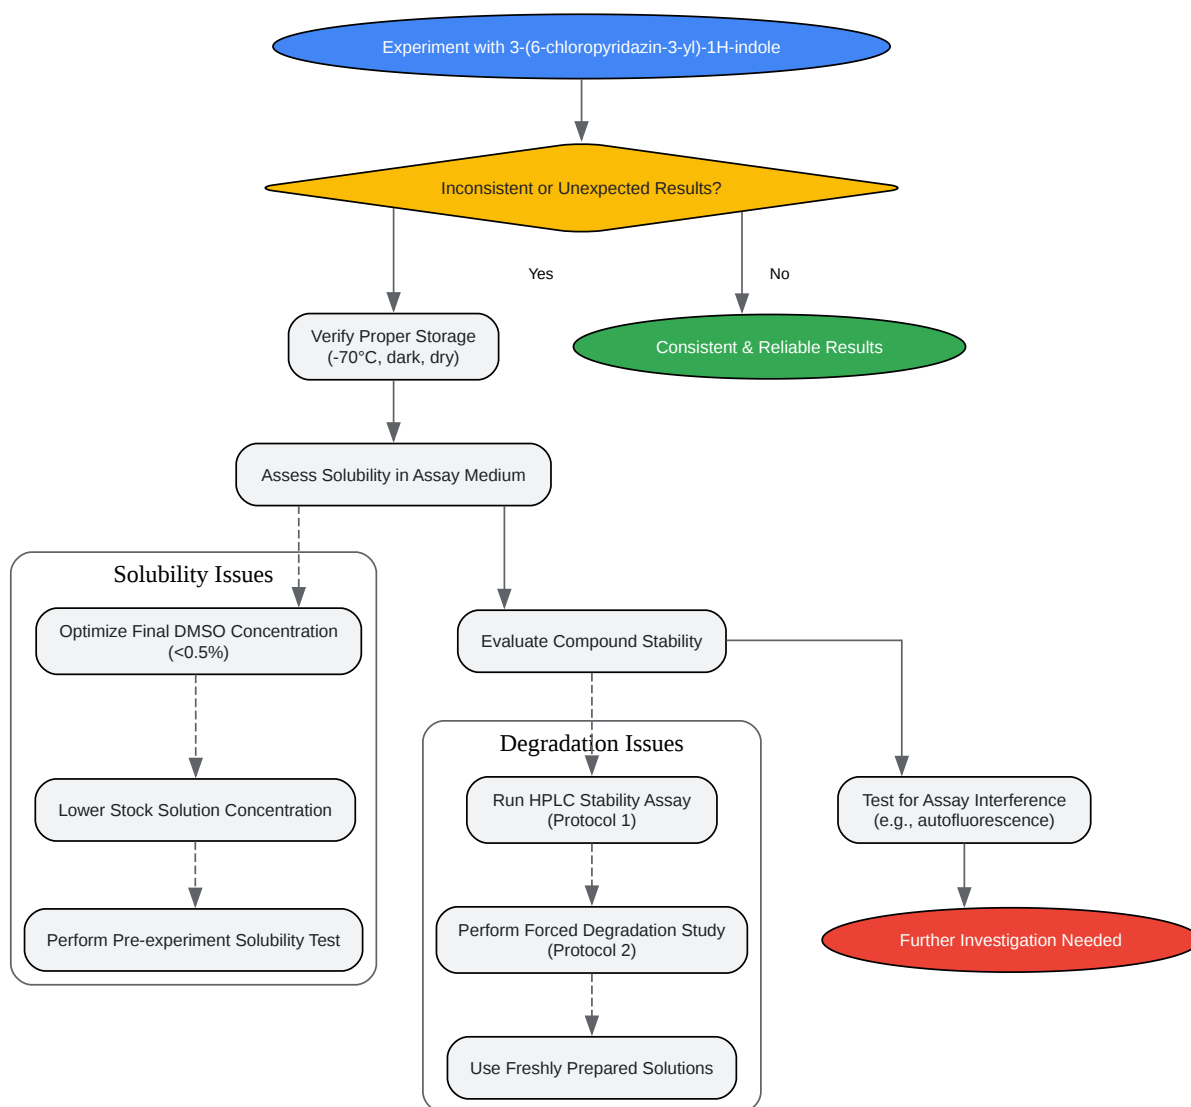 Experiment with 3-(6-chloropyridazin-3-yl)-1H-indole
Inconsistent or Unexpected Results?
Yes
No
Verify Proper Storage
(-70°C, dark, dry)
Consistent & Reliable Results
Assess Solubility in Assay Medium
Solubility Issues
Optimize Final DMSO Concentration
(<0.5%)
Evaluate Compound Stability
Lower Stock Solution Concentration
Perform Pre-experiment Solubility Test
Degradation Issues
Run HPLC Stability Assay
(Protocol 1)
Test for Assay Interference
(e.g., autofluorescence)
Perform Forced Degradation Study
(Protocol 2)
Further Investigation Needed
Use Freshly Prepared Solutions